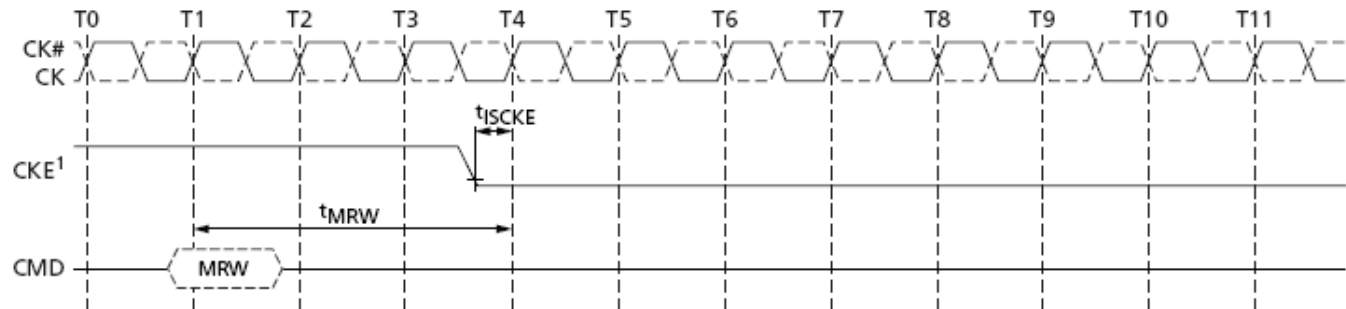 T0 T1 T2 T3 T4 T5 T6 T7 T8 T9 T10 T11
CK#
CK
tISCKE
CKE1
tMRW
CMD MRW